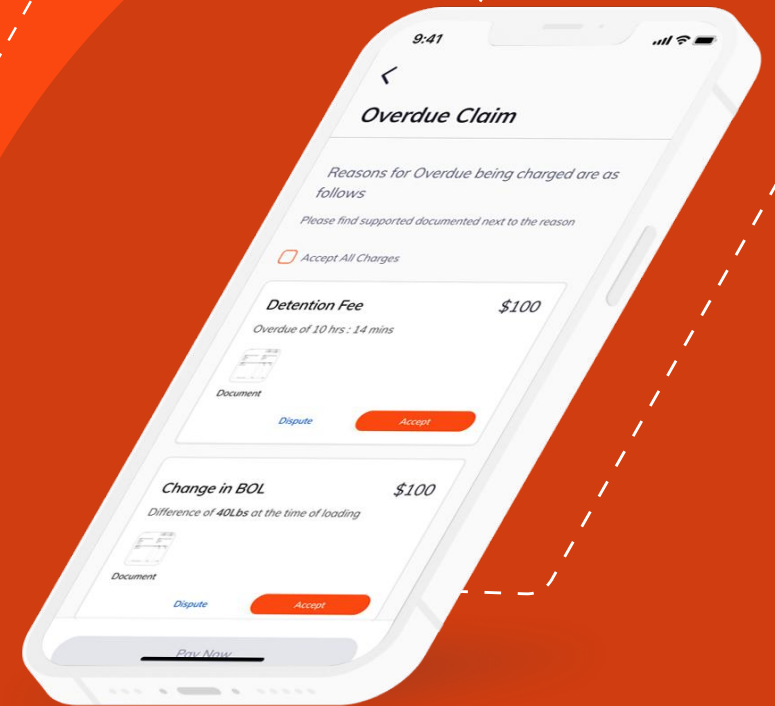 9:41
Overdue Claim
Reasons for Overdue being charged are as
follows
Please find supported documented next to the reason
Accept All Charges
Detention Fee $100
Overdue of 10 hrs : 14 mins
Document
Dispute Accept
Change in BOL $100
Difference of 40Lbs at the time of loading
Document
Dispute Accept
Pay Now